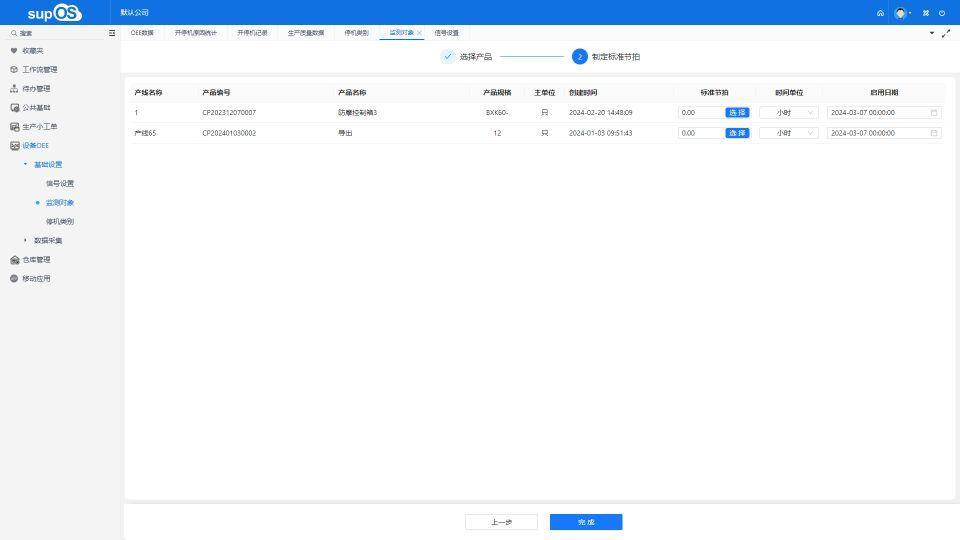 supOS
默认公司
搜索
OEE数据 开停机原因统计 开停机记录 生产质量数据 停机类别 监测对象 信号设置
收藏夹
工作流管理
待办管理
公共基础
生产小工单
设备OEE
基础设置
信号设置
监测对象
停机类别
数据采集
仓库管理
移动应用
选择产品 2 制定标准节拍
产线名称 产品编号 产品名称 产品规格 主单位 创建时间 标准节拍 时间单位 启用日期
1 CP202312070007 防摩控制箱3 BXK60- 只 2024-02-20 14:48:09 0.00 选择 小时 2024-03-07 00:00:00
产线65 CP202401030002 导出 12 只 2024-01-03 09:51:43 0.00 选择 小时 2024-03-07 00:00:00
上一步 完成